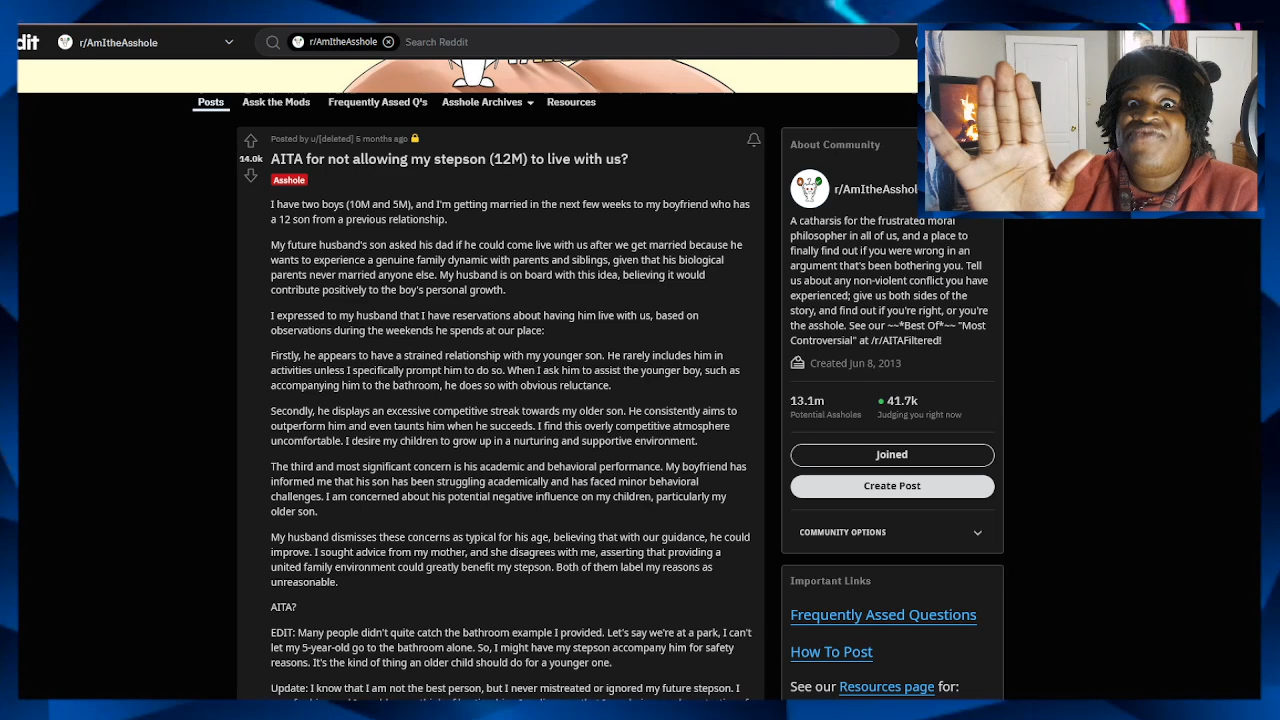 dit
r/AmItheAsshole
r/AmItheAsshole
Search Reddit
Posts
Assk the Mods
Frequently Assed Q's
Asshole Archives
Resources
Posted by u/[deleted] 5 months ago
14.0k
AITA for not allowing my stepson (12M) to live with us?
Asshole
I have two boys (10M and 5M), and I'm getting married in the next few weeks to my boyfriend who has
a 12 son from a previous relationship.
My future husband's son asked his dad if he could come live with us after we get married because he
wants to experience a genuine family dynamic with parents and siblings, given that his biological
parents never married anyone else. My husband is on board with this idea, believing it would
contribute positively to the boy's personal growth.
I expressed to my husband that I have reservations about having him live with us, based on
observations during the weekends he spends at our place:
Firstly, he appears to have a strained relationship with my younger son. He rarely includes him in
activities unless I specifically prompt him to do so. When I ask him to assist the younger boy, such as
accompanying him to the bathroom, he does so with obvious reluctance.
Secondly, he displays an excessive competitive streak towards my older son. He consistently aims to
outperform him and even taunts him when he succeeds. I find this overly competitive atmosphere
uncomfortable. I desire my children to grow up in a nurturing and supportive environment.
The third and most significant concern is his academic and behavioral performance. My boyfriend has
informed me that his son has been struggling academically and has faced minor behavioral
challenges. I am concerned about his potential negative influence on my children, particularly my
older son.
My husband dismisses these concerns as typical for his age, believing that with our guidance, he could
improve. I sought advice from my mother, and she disagrees with me, asserting that providing a
united family environment could greatly benefit my stepson. Both of them label my reasons as
unreasonable.
AITA?
EDIT: Many people didn't quite catch the bathroom example I provided. Let's say we're at a park, I can't
let my 5-year-old go to the bathroom alone. So, I might have my stepson accompany him for safety
reasons. It's the kind of thing an older child should do for a younger one.
Update: I know that I am not the best person, but I never mistreated or ignored my future stepson. I
About Community
r/AmItheAsshol
A catharsis for the frustrated moral
philosopher in all of us, and a place to
finally find out if you were wrong in an
argument that's been bothering you. Tell
us about any non-violent conflict you have
experienced; give us both sides of the
story, and find out if you're right, or you're
the asshole. See our ~~*Best Of*~~ "Most
Controversial" at /r/AITAFiltered!
Created Jun 8, 2013
13.1m
41.7k
Potential Assholes
Judging you right now
Joined
Create Post
COMMUNITY OPTIONS
Important Links
Frequently Assed Questions
How To Post
See our Resources page for: